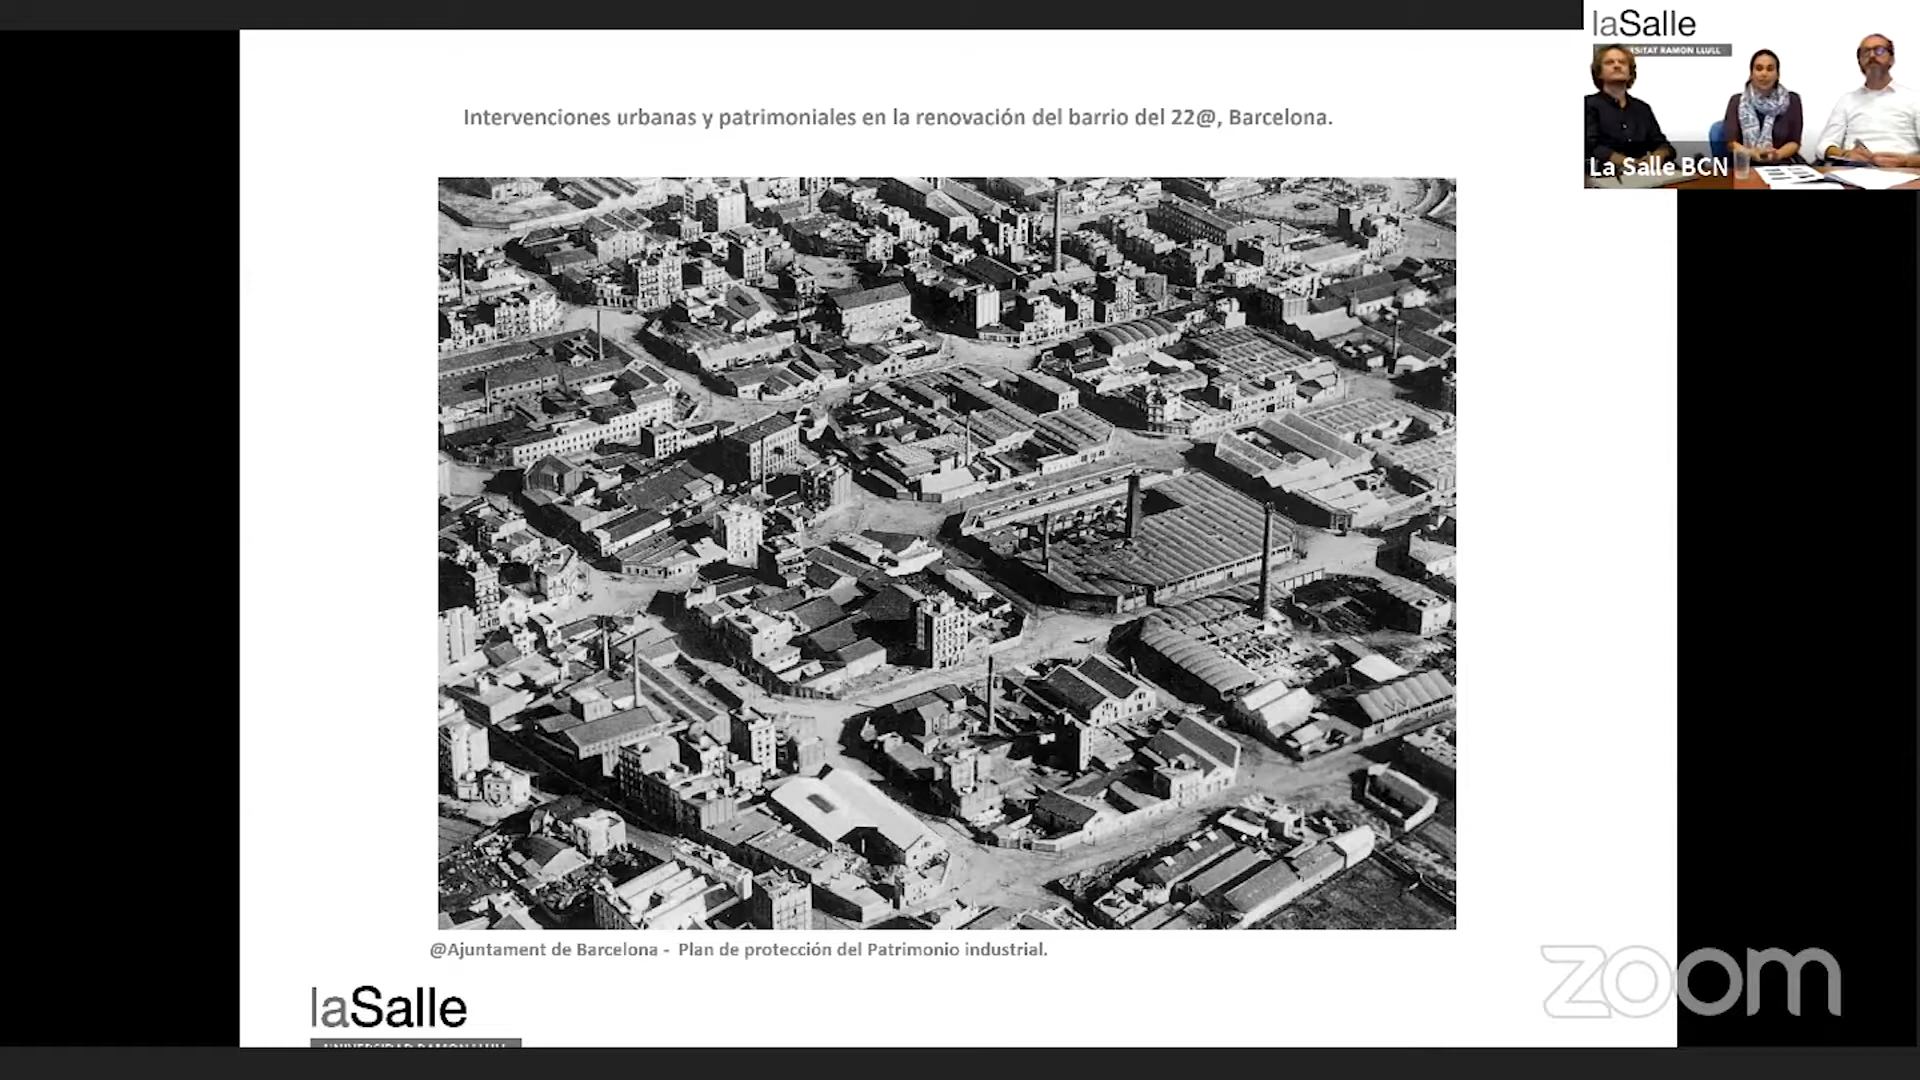 laSalle
SITAT RAMON LLULL
La Salle BCN
Intervenciones urbanas y patrimoniales en la renovación del barrio del 22@, Barcelona.
@Ajuntament de Barcelona - Plan de protección del Patrimonio industrial.
laSalle
UNIVERSIDAD RAMON LLULL
zoom